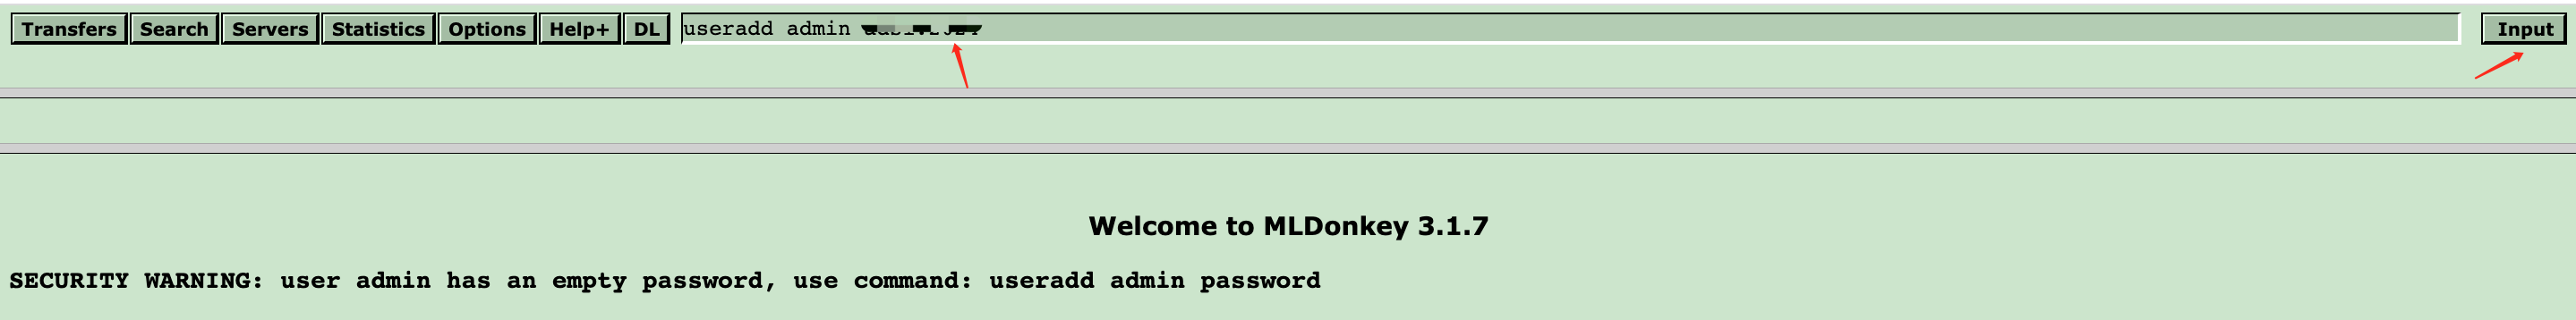 Transfers Search Servers Statistics Options Help+ DL useradd admin Input
Welcome to MLDonkey 3.1.7
SECURITY WARNING: user admin has an empty password, use command: useradd admin password